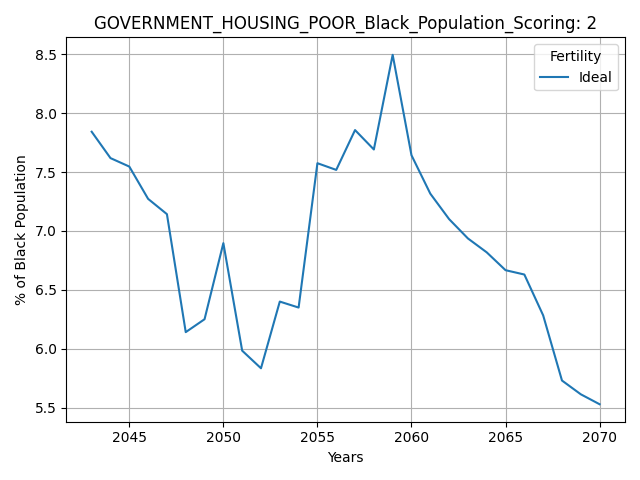 GOVERNMENT_HOUSING_POOR_Black_Population_Scoring: 2
Fertility
Ideal
% of Black Population
8.5
8.0
7.5
7.0
6.5
6.0
5.5
2045 2050 2055 2060 2065 2070
Years